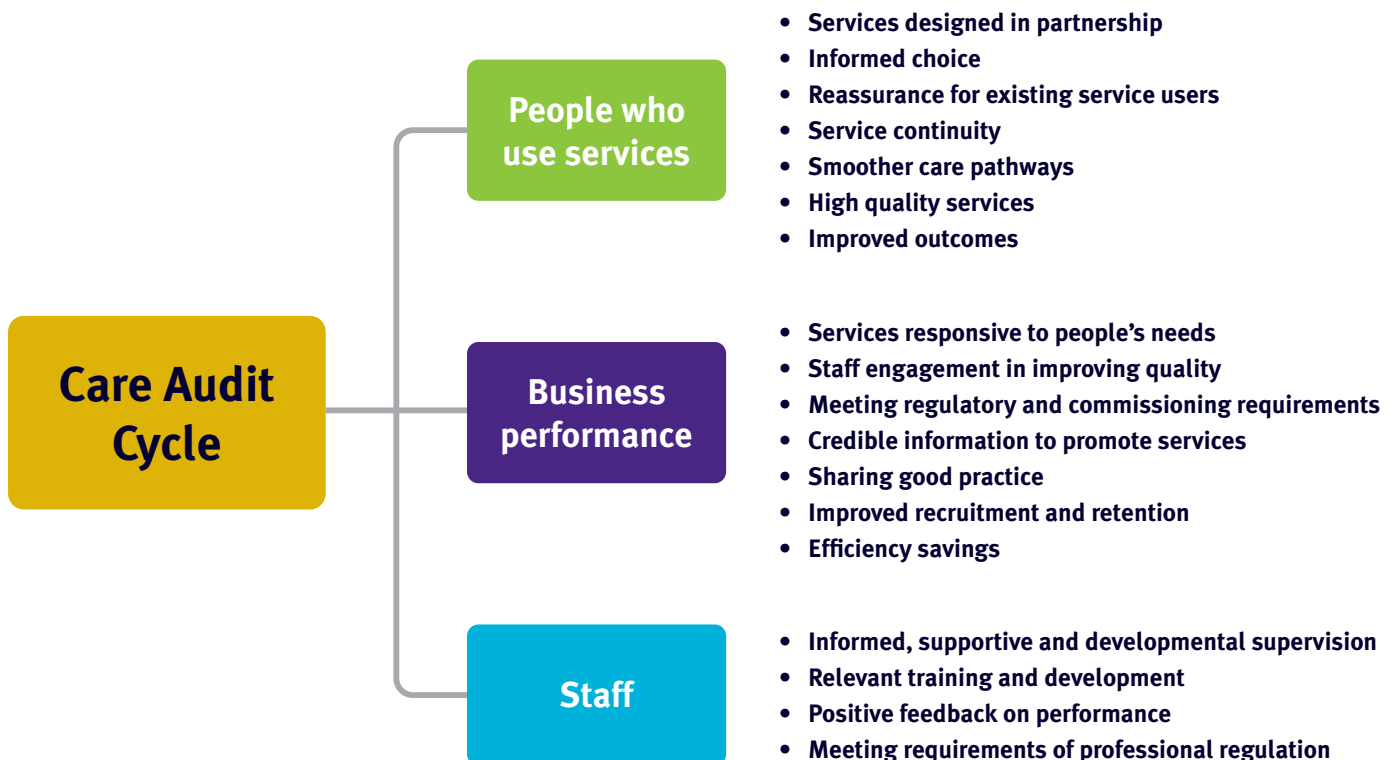 Care Audit
Cycle
People who
use services
• Services designed in partnership
• Informed choice
• Reassurance for existing service users
• Service continuity
• Smoother care pathways
• High quality services
• Improved outcomes
Business
performance
• Services responsive to people’s needs
• Staff engagement in improving quality
• Meeting regulatory and commissioning requirements
• Credible information to promote services
• Sharing good practice
• Improved recruitment and retention
• Efficiency savings
Staff
• Informed, supportive and developmental supervision
• Relevant training and development
• Positive feedback on performance
• Meeting requirements of professional regulation